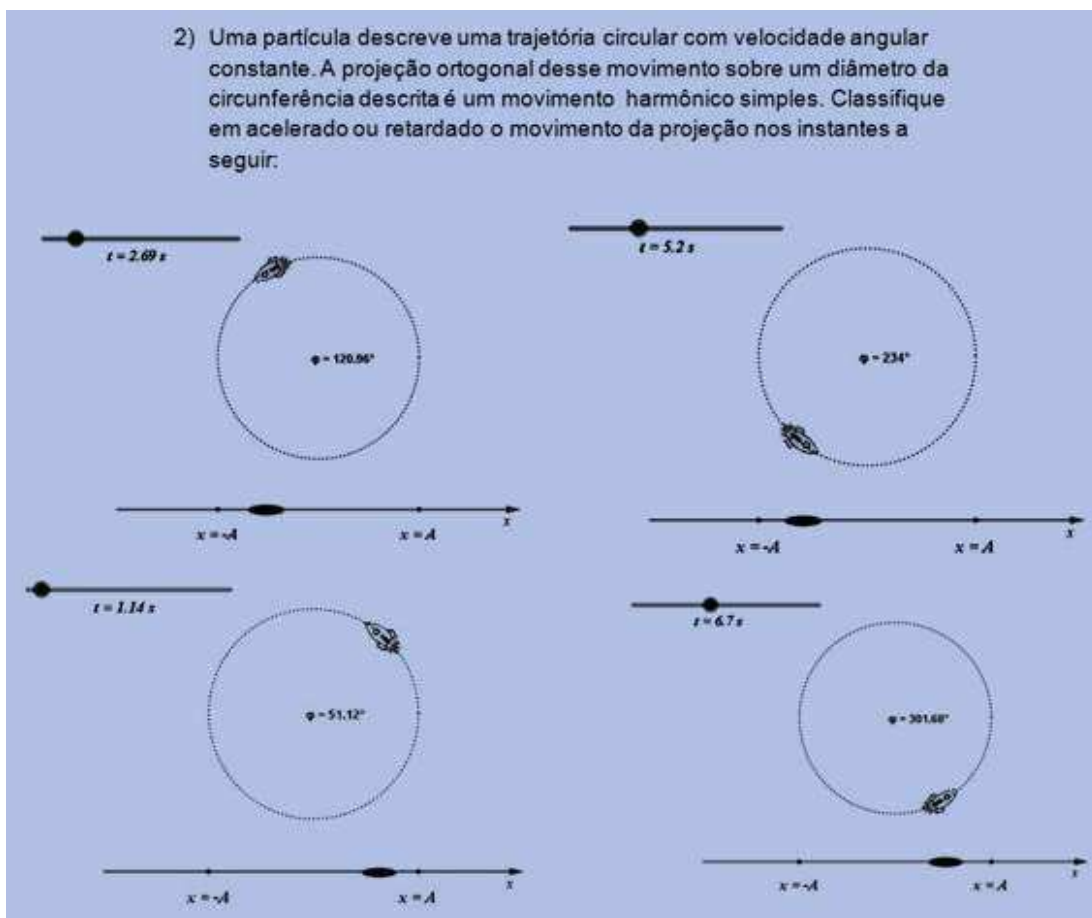 2) Uma partícula descreve uma trajetória circular com velocidade angular
constante. A projeção ortogonal desse movimento sobre um diâmetro da
circunferência descrita é um movimento harmônico simples. Classifique
em acelerado ou retardado o movimento da projeção nos instantes a
seguir:
t = 2.69 s
φ = 120.96°
x = -A
x = A
x
t = 5.2 s
φ = 234°
x = -A
x = A
x
t = 1.14 s
φ = 51.12°
x = -A
x = A
x
t = 6.7 s
φ = 301.68°
x = -A
x = A
x